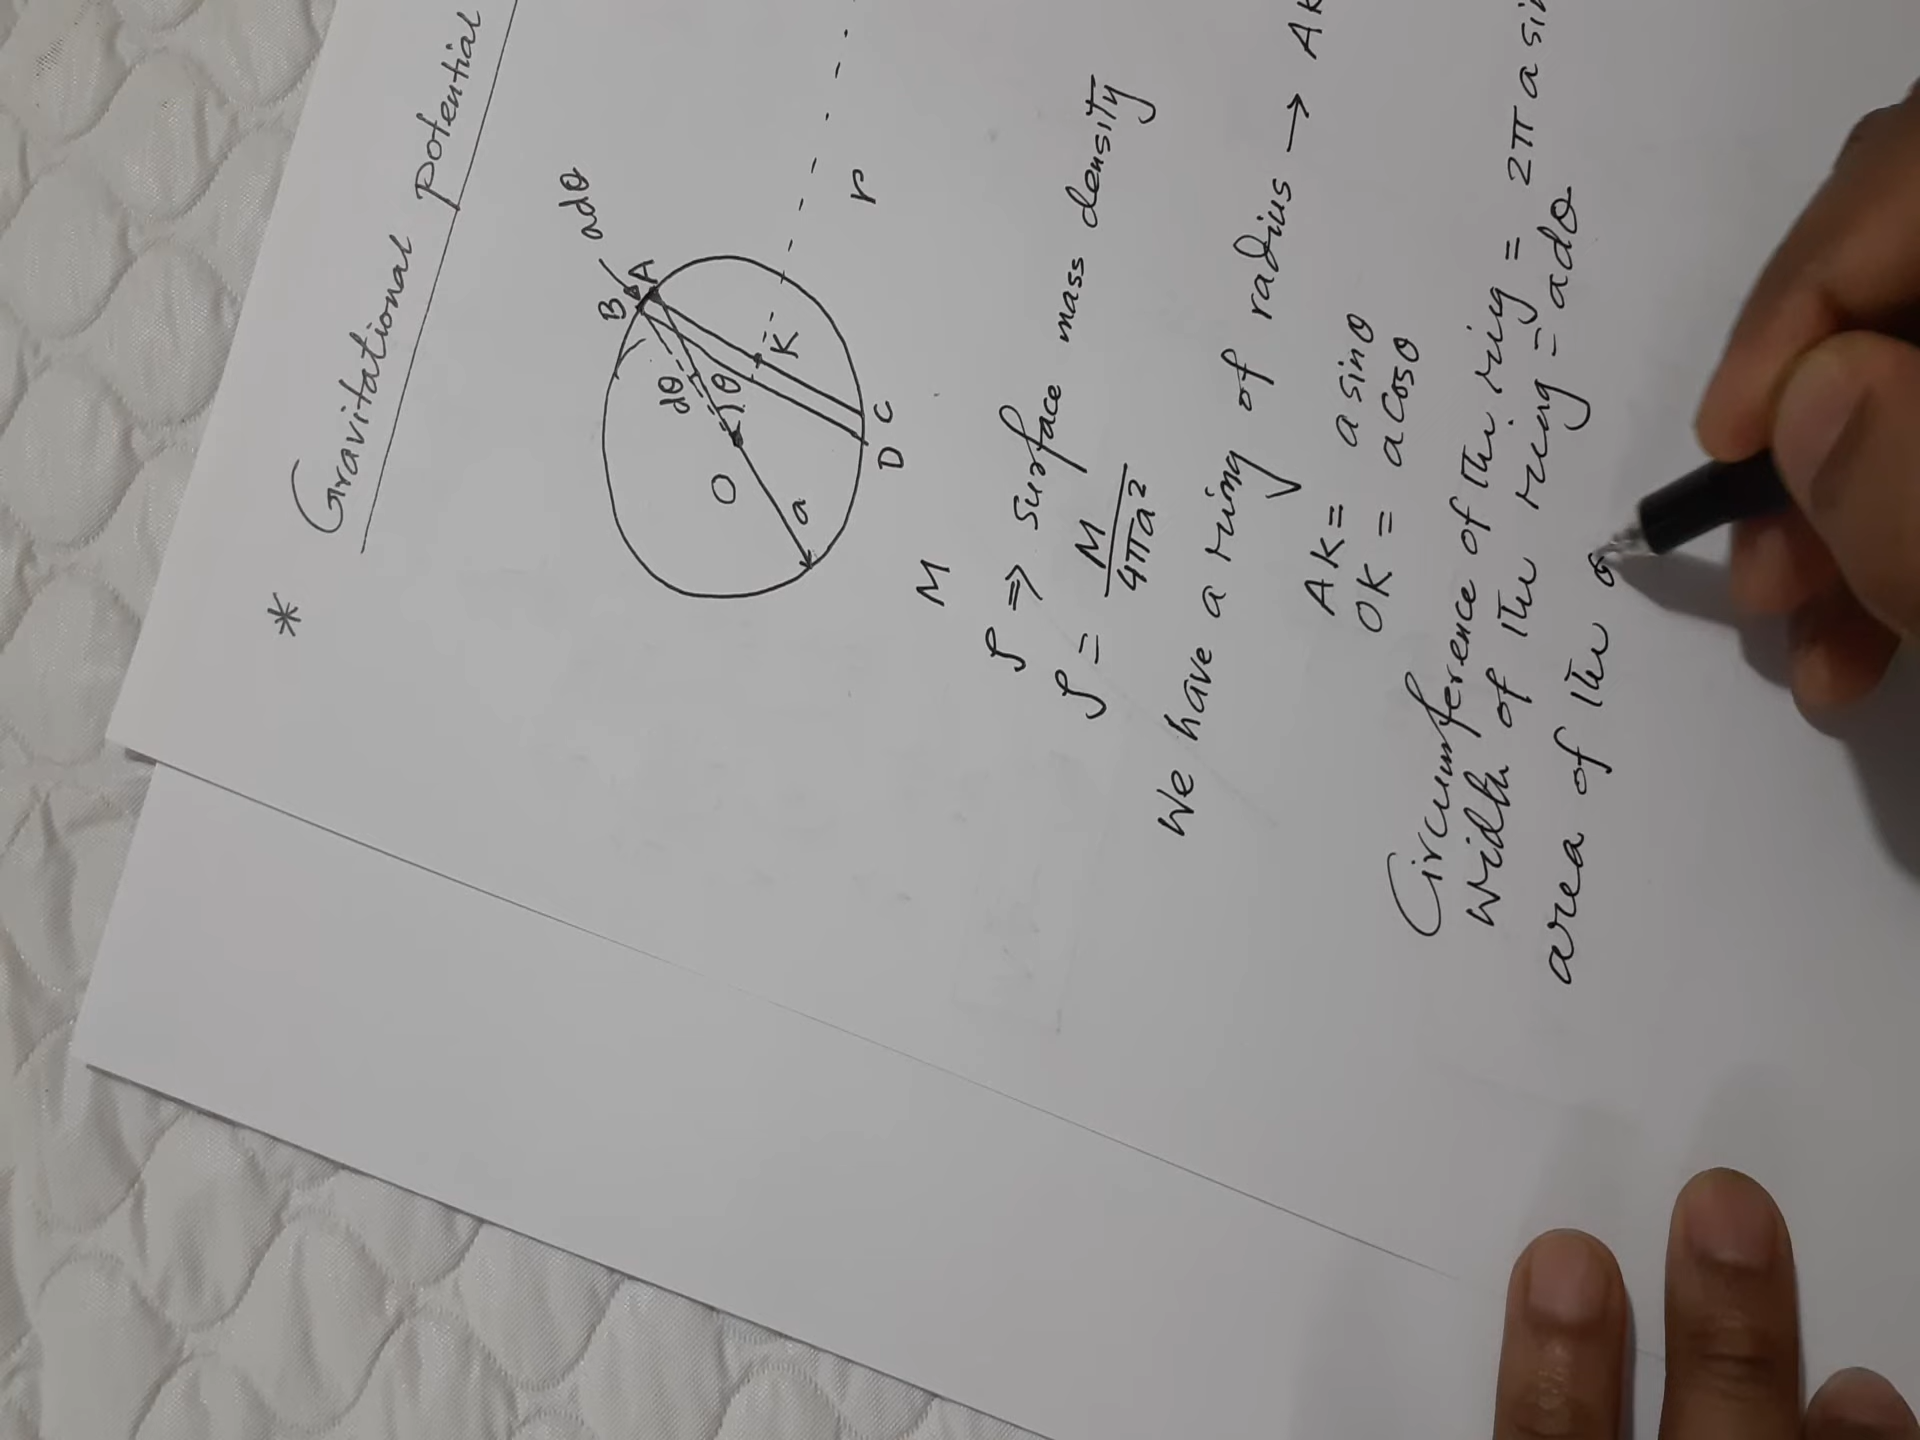 * Gravitational potential
adθ
B A
dθ θ
K
O
r
a
D C
M
ρ ⇒ surface mass density
ρ = M / 4πa²
We have a ring of radius → AK
AK = a sinθ
OK = a cosθ
Circumference of the ring = 2π a sin
width of the ring = adθ
area of the